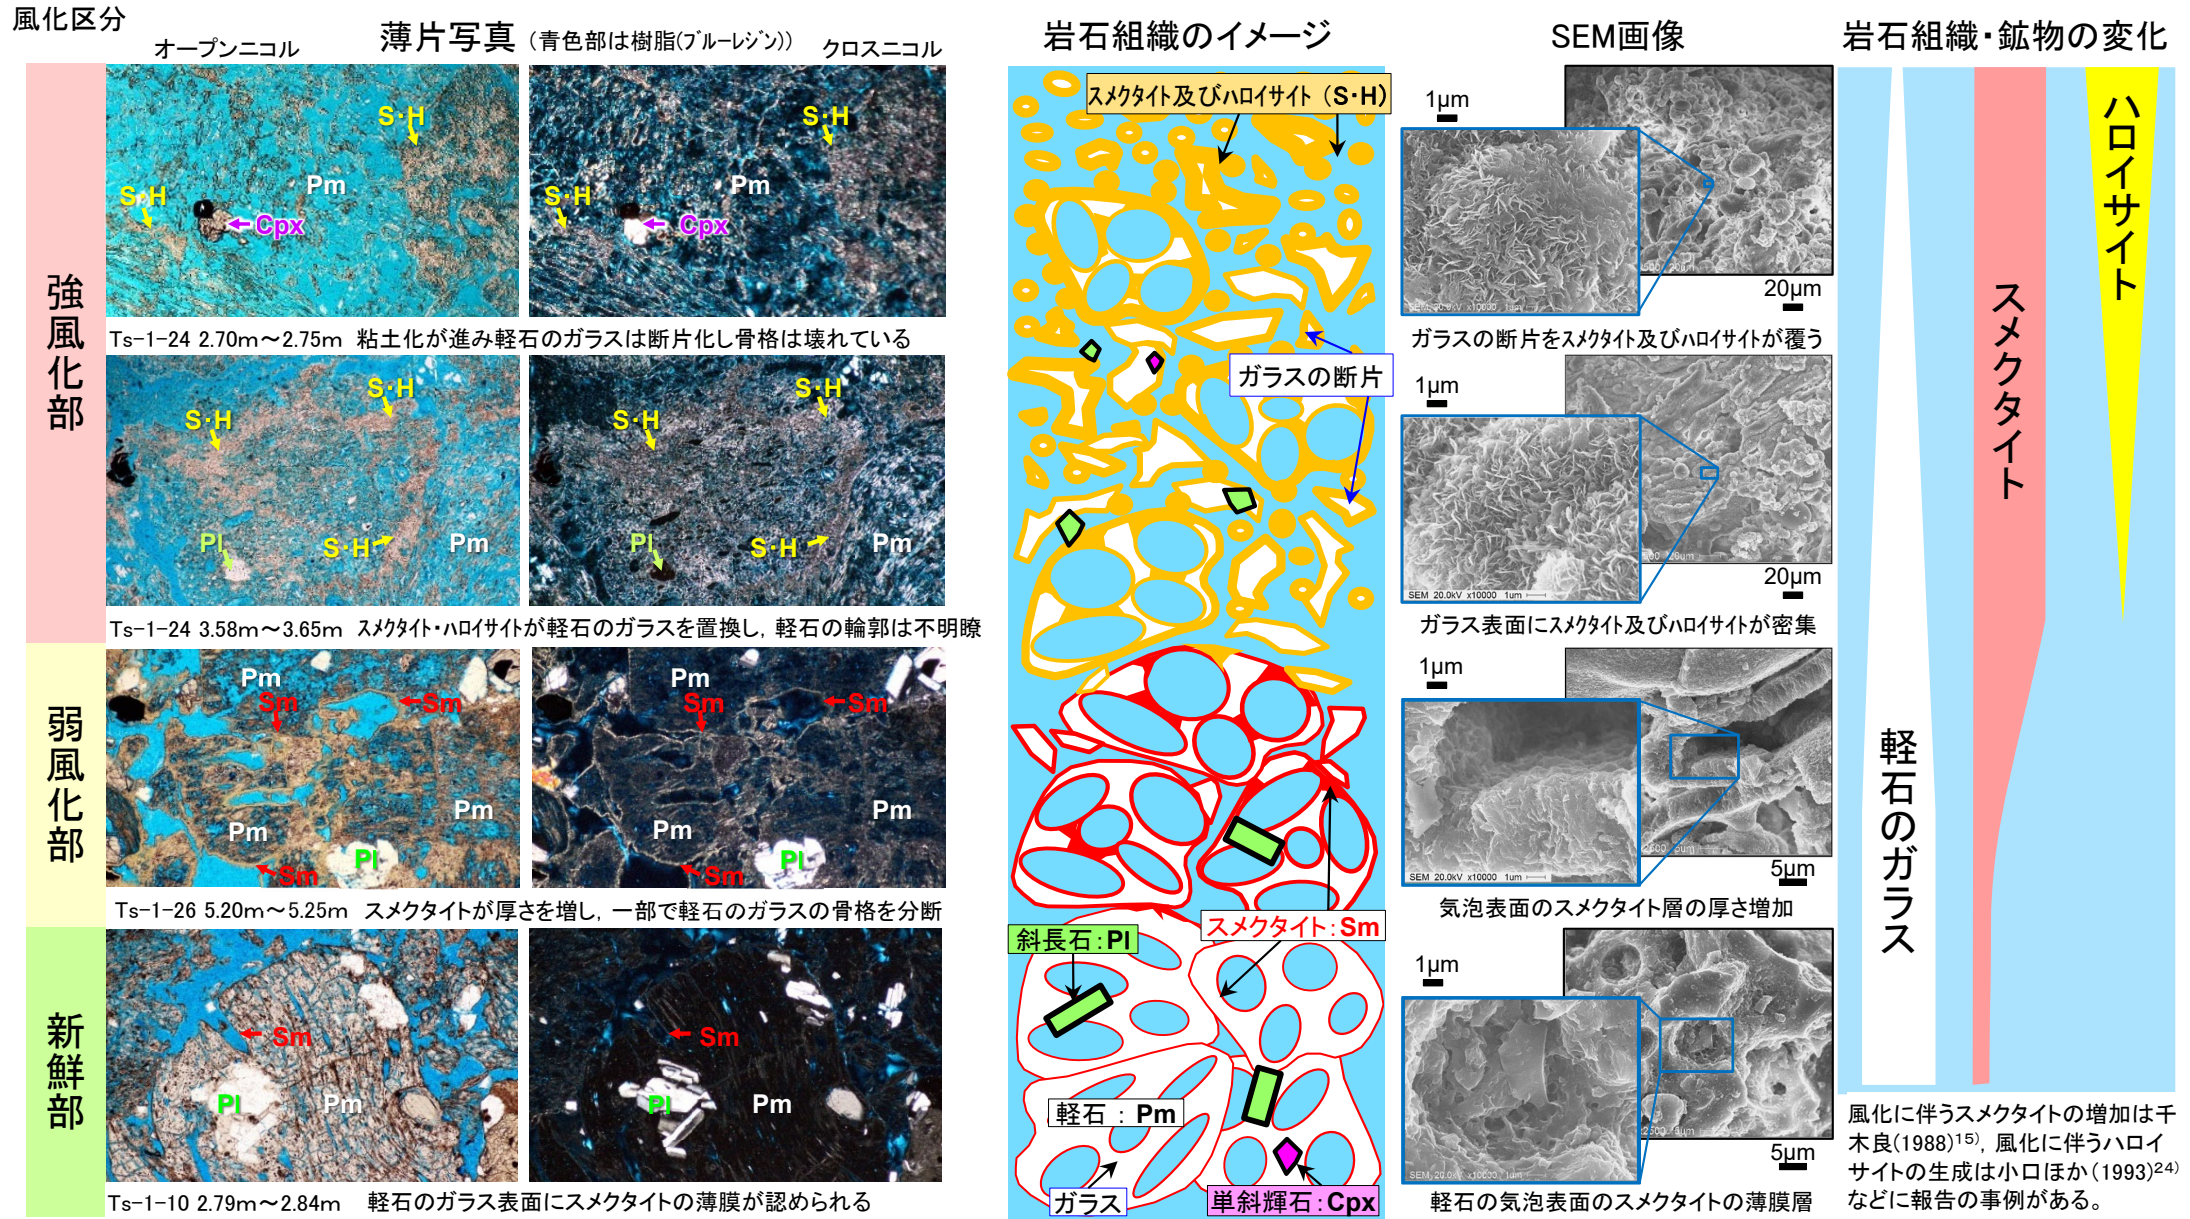 風化区分
オープンニコル
薄片写真 (青色部は樹脂(ブルーレジン))
クロスニコル
岩石組織のイメージ
SEM画像
岩石組織・鉱物の変化
強風化部
S・H
S・H
Pm
Cpx
S・H
S・H
Pm
Cpx
Ts-1-24 2.70m～2.75m 粘土化が進み軽石のガラスは断片化し骨格は壊れている
S・H
S・H
S・H
Pl
Pm
S・H
S・H
S・H
Pl
Pm
Ts-1-24 3.58m～3.65m スメクタイト・ハロイサイトが軽石のガラスを置換し，軽石の輪郭は不明瞭
弱風化部
Pm
Sm
Sm
Pm
Pm
Pl
Sm
Pm
Sm
Sm
Pm
Pm
Pl
Sm
Ts-1-26 5.20m～5.25m スメクタイトが厚さを増し，一部で軽石のガラスの骨格を分断
新鮮部
Sm
Pl
Pm
Sm
Pl
Pm
Ts-1-10 2.79m～2.84m 軽石のガラス表面にスメクタイトの薄膜が認められる
スメクタイト及びハロイサイト（S・H）
ガラスの断片
スメクタイト：Sm
斜長石：Pl
軽石 ： Pm
ガラス
単斜輝石：Cpx
1μm
SEM 20.0kV x10000 1um
20μm
ガラスの断片をスメクタイト及びハロイサイトが覆う
1μm
SEM 20.0kV x10000 1um
20μm
ガラス表面にスメクタイト及びハロイサイトが密集
1μm
SEM 20.0kV x10000 1um
5μm
気泡表面のスメクタイト層の厚さ増加
1μm
SEM 20.0kV x10000 1um
5μm
軽石の気泡表面のスメクタイトの薄膜層
軽石のガラス
スメクタイト
ハロイサイト
風化に伴うスメクタイトの増加は千
木良(1988)15)，風化に伴うハロイ
サイトの生成は小口ほか(1993)24)
などに報告の事例がある。